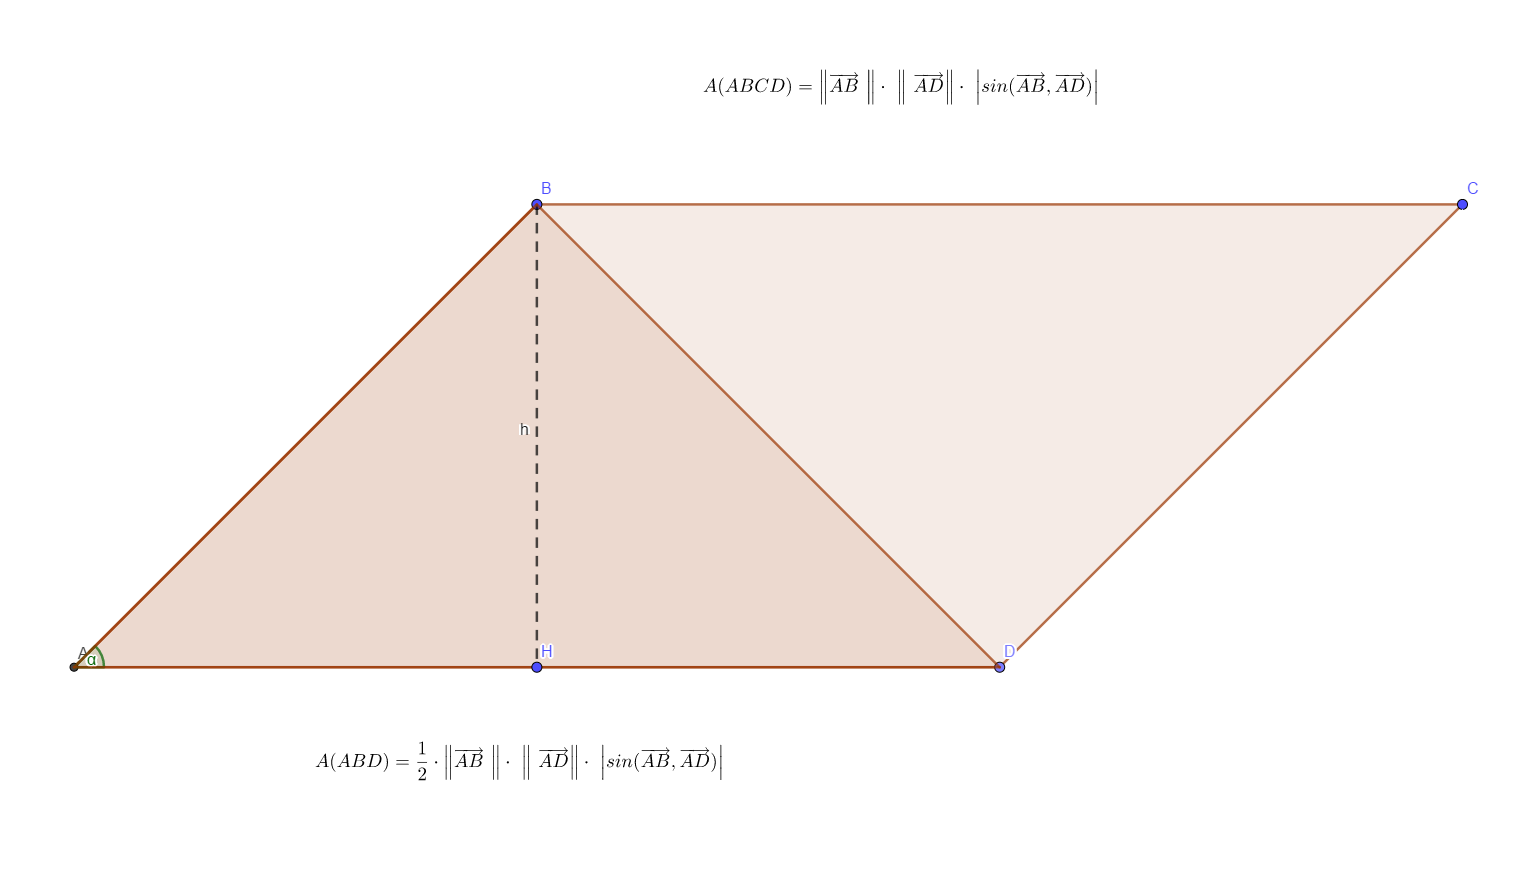 A(ABCD) = ‖AB→‖ · ‖AD→‖ · |sin(AB→, AD→)|
B
C
h
A
α
H
D
A(ABD) = 1/2 · ‖AB→‖ · ‖AD→‖ · |sin(AB→, AD→)|